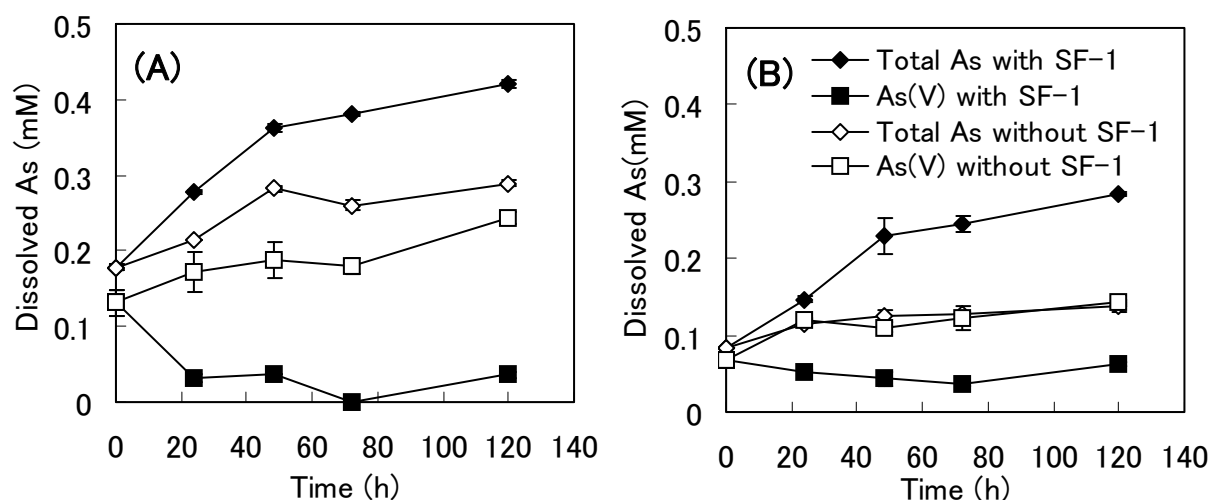 (A)
Dissolved As (mM)
0.5
0.4
0.3
0.2
0.1
0
0 20 40 60 80 100 120 140
Time (h)
(B)
Dissolved As(mM)
0.5
0.4
0.3
0.2
0.1
0
Total As with SF-1
As(V) with SF-1
Total As without SF-1
As(V) without SF-1
0 20 40 60 80 100 120 140
Time (h)